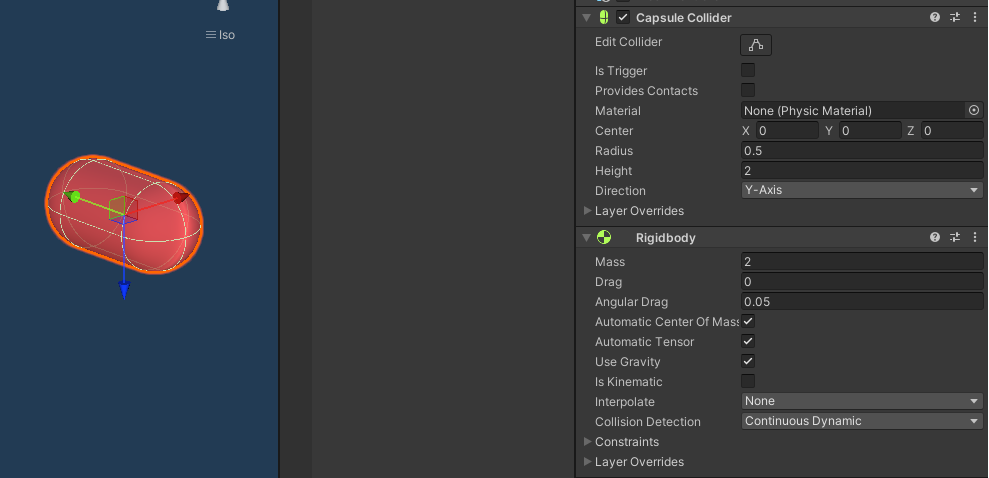 Iso
Capsule Collider
Edit Collider
Is Trigger
Provides Contacts
Material None (Physic Material)
Center X 0 Y 0 Z 0
Radius 0.5
Height 2
Direction Y-Axis
Layer Overrides
Rigidbody
Mass 2
Drag 0
Angular Drag 0.05
Automatic Center Of Mass
Automatic Tensor
Use Gravity
Is Kinematic
Interpolate None
Collision Detection Continuous Dynamic
Constraints
Layer Overrides